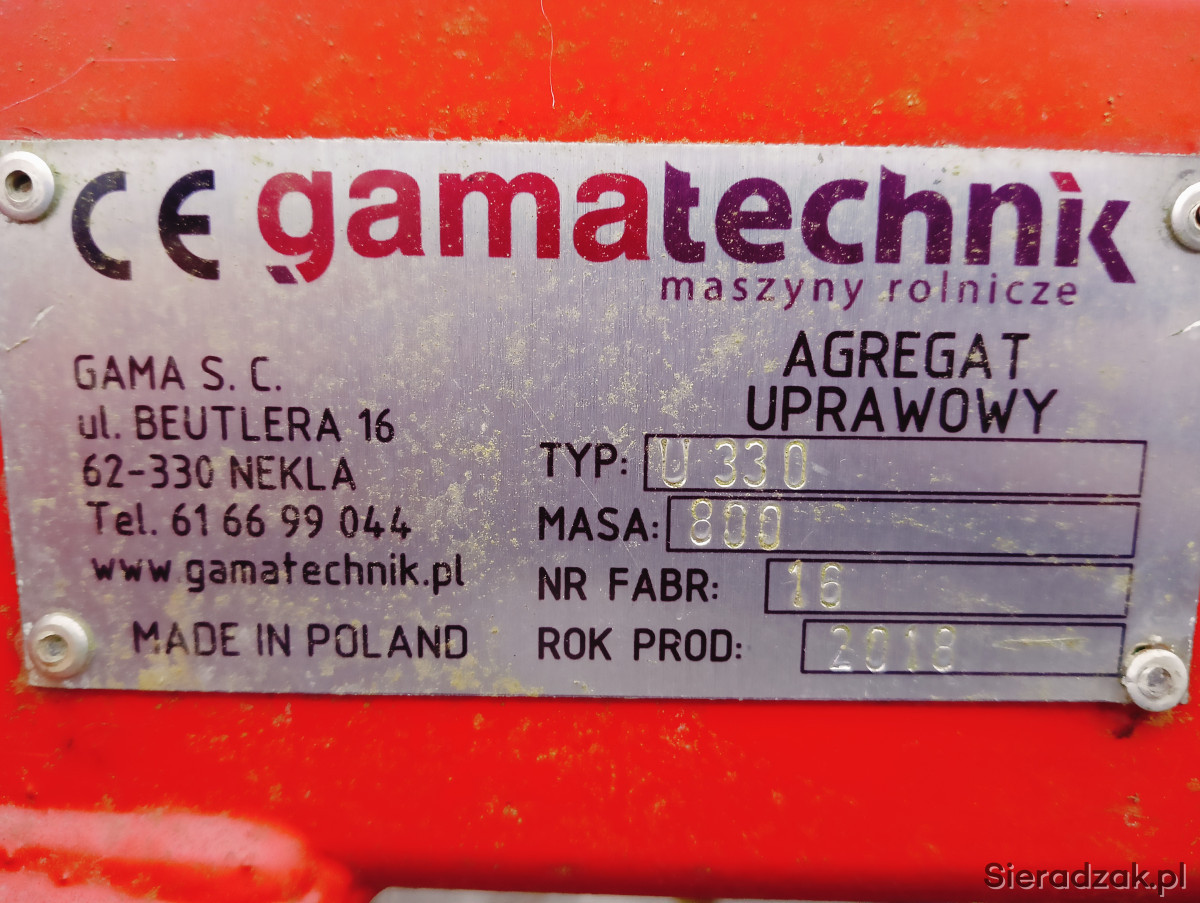 CE gamatechnik
maszyny rolnicze
GAMA S. C.
ul. BEUTLERA 16
62-330 NEKLA
Tel. 61 66 99 044
www.gamatechnik.pl
MADE IN POLAND
AGREGAT
UPRAWOWY
TYP: U 330
MASA: 800
NR FABR: 16
ROK PROD: 2018
Sieradzak.pl